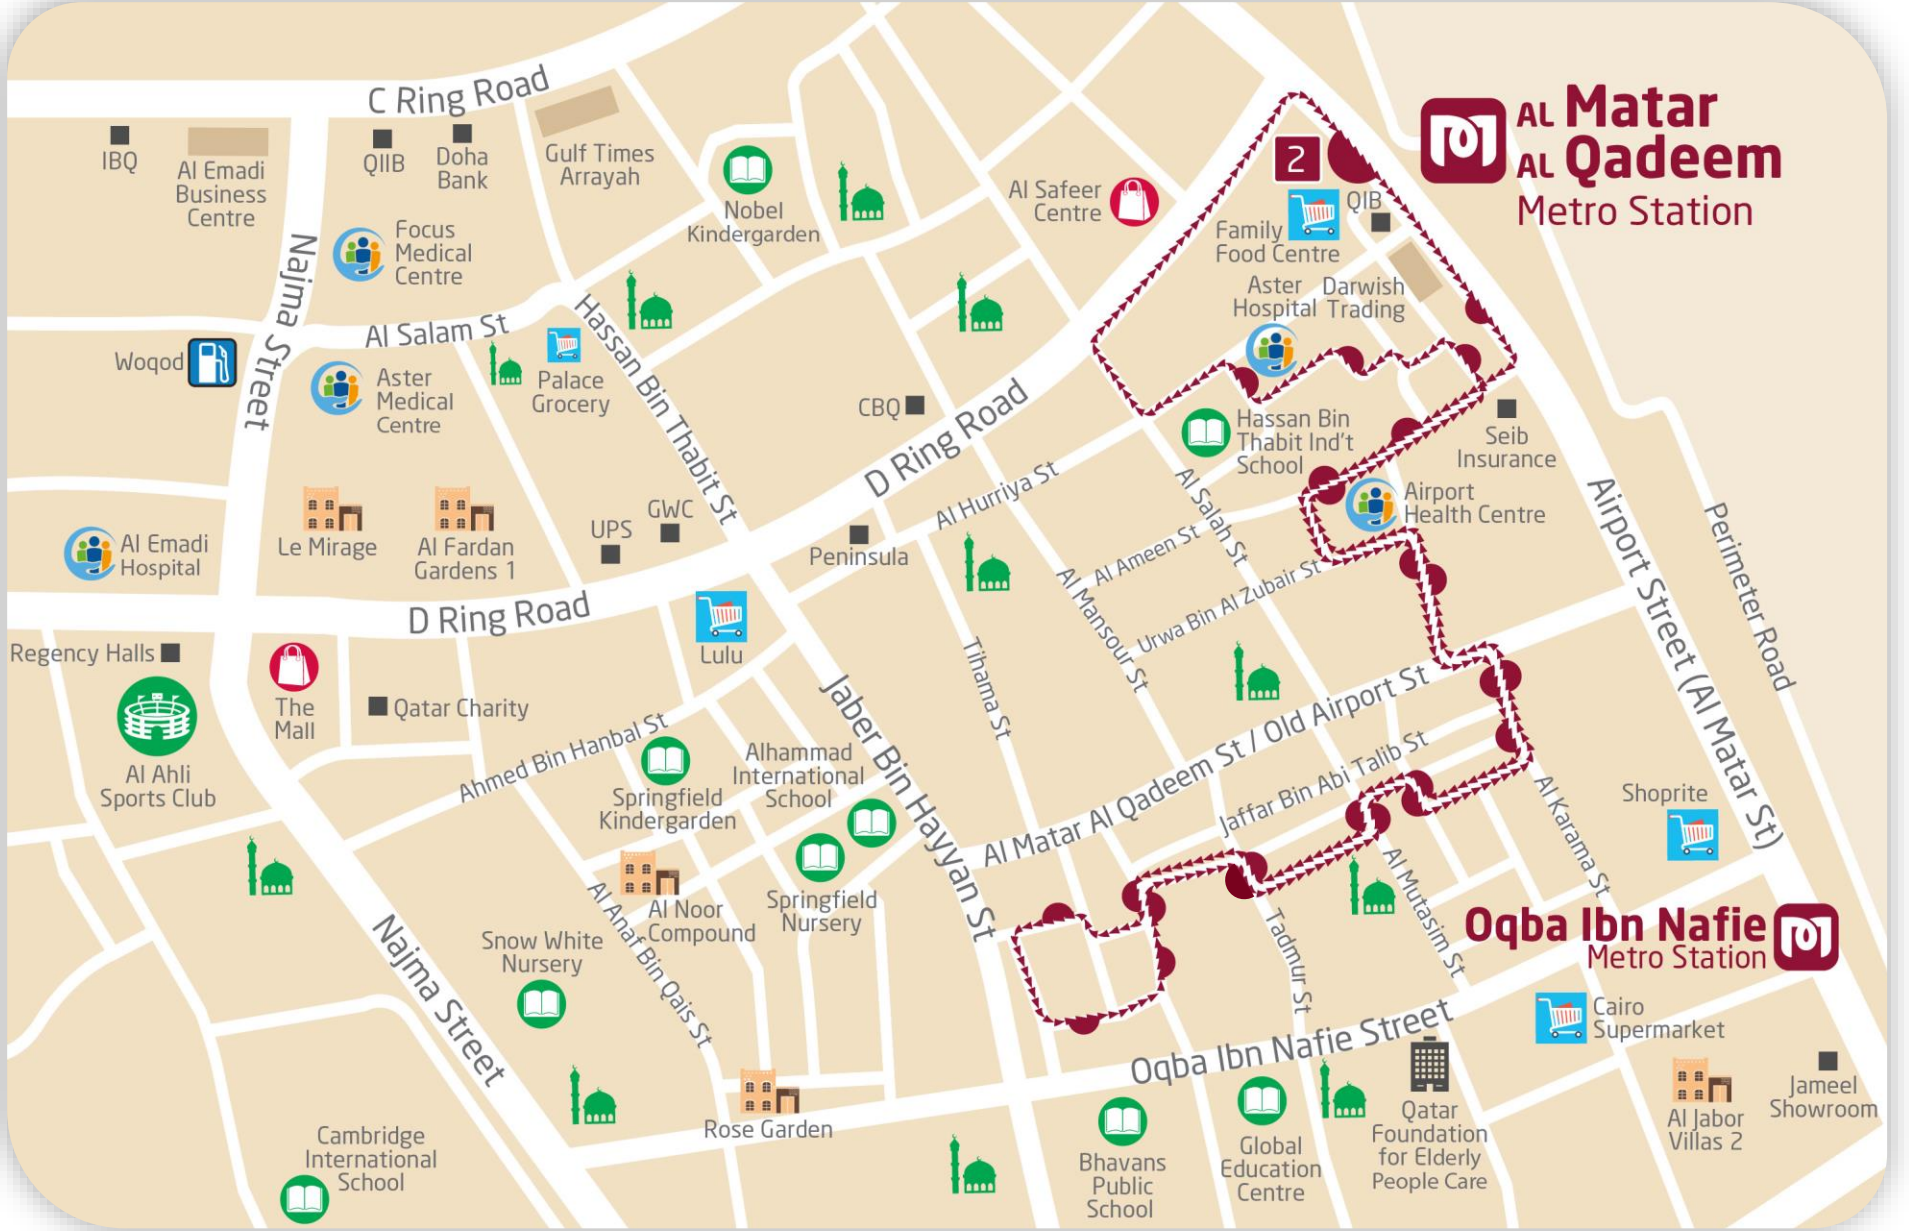 C Ring Road
IBQ
Al Emadi
Business
Centre
QIIB
Doha
Bank
Gulf Times
Arrayah
Nobel
Kindergarden
Al Safeer
Centre
2
QIB
Family
Food Centre
Aster
Hospital
Darwish
Trading
AL Matar
AL Qadeem
Metro Station
Focus
Medical
Centre
Najma Street
Al Salam St
Woqod
Aster
Medical
Centre
Palace
Grocery
Hassan Bin Thabit St
CBQ
D Ring Road
Hassan Bin
Thabit Ind't
School
Seib
Insurance
Airport
Health Centre
Al Hurriya St
Al Salah St
Airport Street (Al Matar St)
Perimeter Road
Le Mirage
Al Fardan
Gardens 1
UPS
GWC
Peninsula
Al Emadi
Hospital
Al Ameen St
Urwa Bin Al Zubair St
Al Mansour St
D Ring Road
Lulu
Regency Halls
The
Mall
Qatar Charity
Al Ahli
Sports Club
Tihama St
Jaber Bin Hayyan St
Ahmed Bin Hanbal St
Springfield
Kindergarden
Alhammad
International
School
Al Matar Al Qadeem St / Old Airport St
Jaffar Bin Abi Talib St
Al Karama St
Shoprite
Al Noor
Compound
Springfield
Nursery
Al Anaf Bin Qais St
Al Mutasim St
Tadmur St
Oqba Ibn Nafie
Metro Station
Snow White
Nursery
Najma Street
Oqba Ibn Nafie Street
Cairo
Supermarket
Al Jabor
Villas 2
Jameel
Showroom
Rose Garden
Cambridge
International
School
Bhavans
Public
School
Global
Education
Centre
Qatar
Foundation
for Elderly
People Care